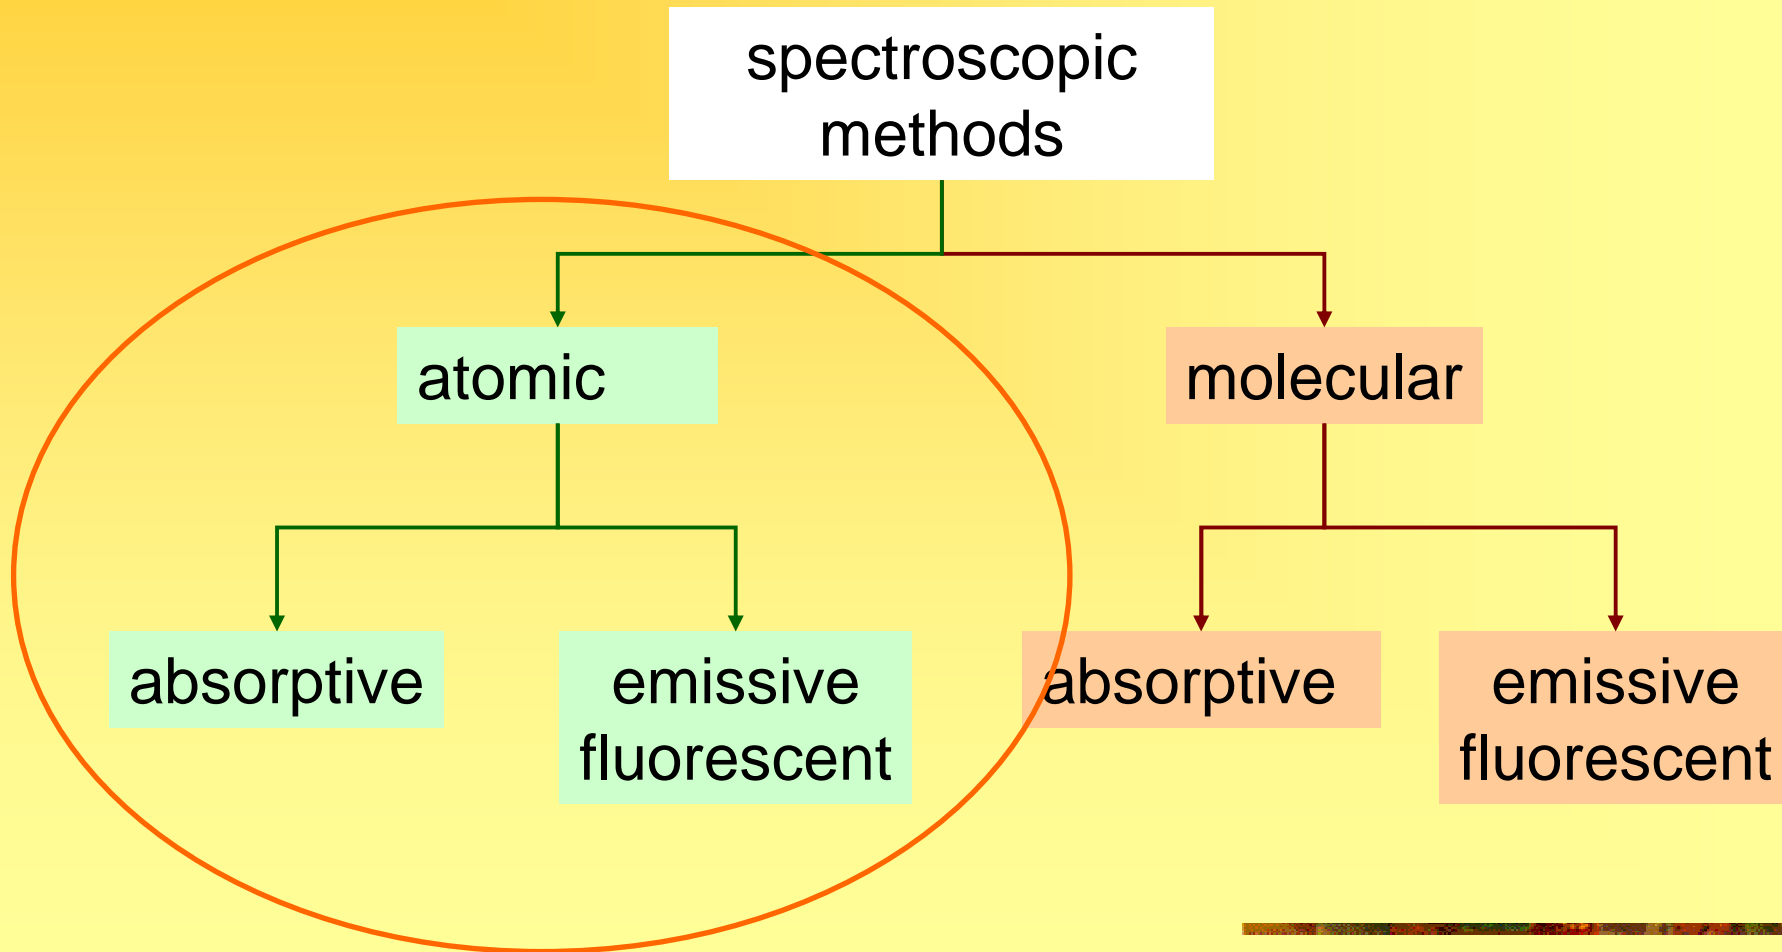 spectroscopic
methods
atomic
molecular
absorptive
emissive
fluorescent
absorptive
emissive
fluorescent